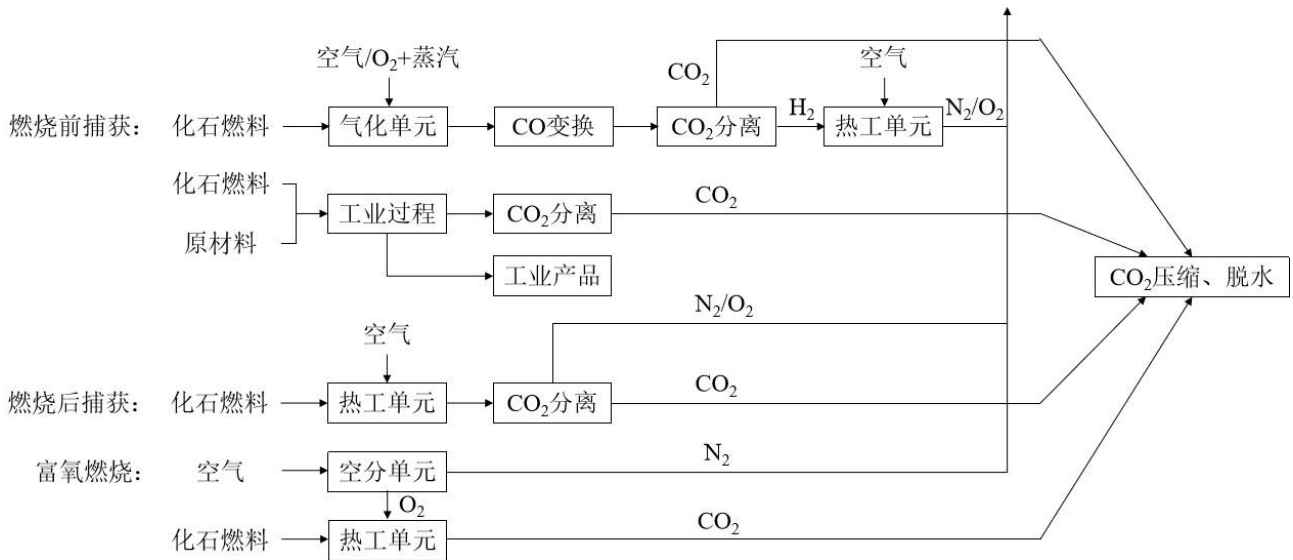 空气/O₂+蒸汽
CO₂
空气
燃烧前捕获： 化石燃料 气化单元 CO变换 CO₂分离 H₂ 热工单元 N₂/O₂
化石燃料
原材料
工业过程 CO₂分离 CO₂
工业产品
CO₂压缩、脱水
N₂/O₂
空气
燃烧后捕获： 化石燃料 热工单元 CO₂分离 CO₂
富氧燃烧： 空气 空分单元 N₂
O₂
化石燃料 热工单元 CO₂